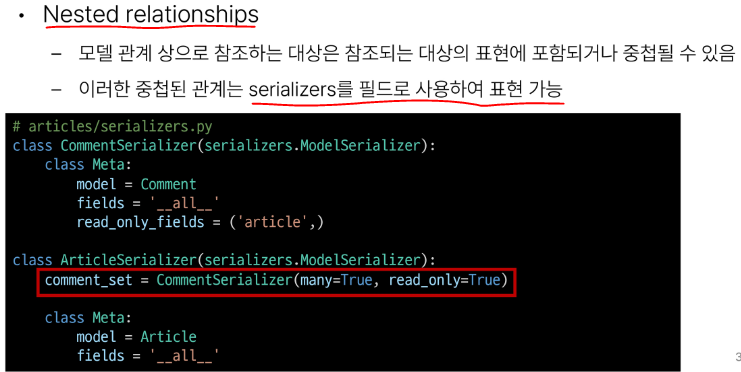 • Nested relationships
– 모델 관계 상으로 참조하는 대상은 참조되는 대상의 표현에 포함되거나 중첩될 수 있음
– 이러한 중첩된 관계는 serializers를 필드로 사용하여 표현 가능
# articles/serializers.py
class CommentSerializer(serializers.ModelSerializer):
    class Meta:
        model = Comment
        fields = '__all__'
        read_only_fields = ('article',)
class ArticleSerializer(serializers.ModelSerializer):
    comment_set = CommentSerializer(many=True, read_only=True)
    class Meta:
        model = Article
        fields = '__all__'
3